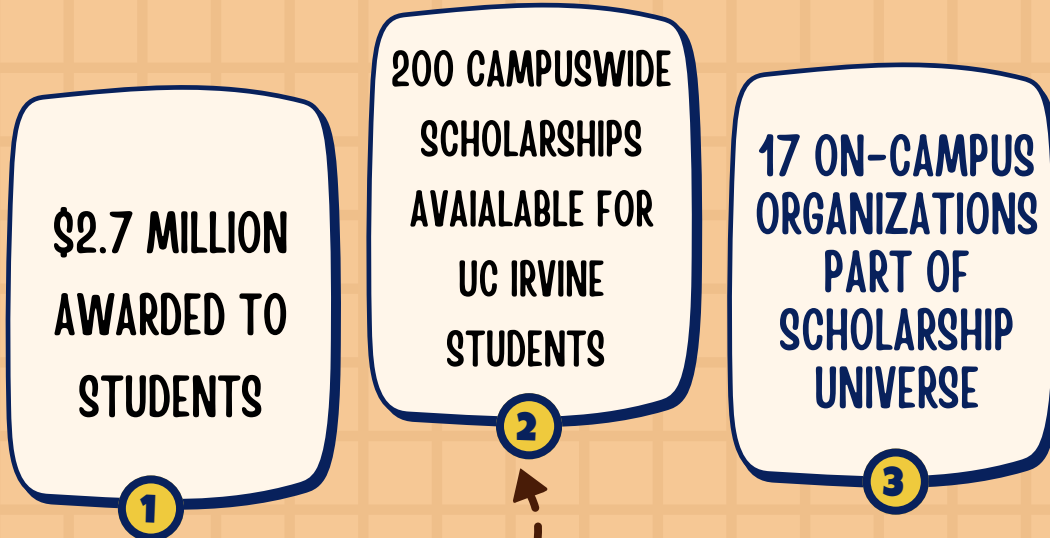 $2.7 MILLION
AWARDED TO
STUDENTS
1
200 CAMPUSWIDE
SCHOLARSHIPS
AVAIALABLE FOR
UC IRVINE
STUDENTS
2
17 ON-CAMPUS
ORGANIZATIONS
PART OF
SCHOLARSHIP
UNIVERSE
3